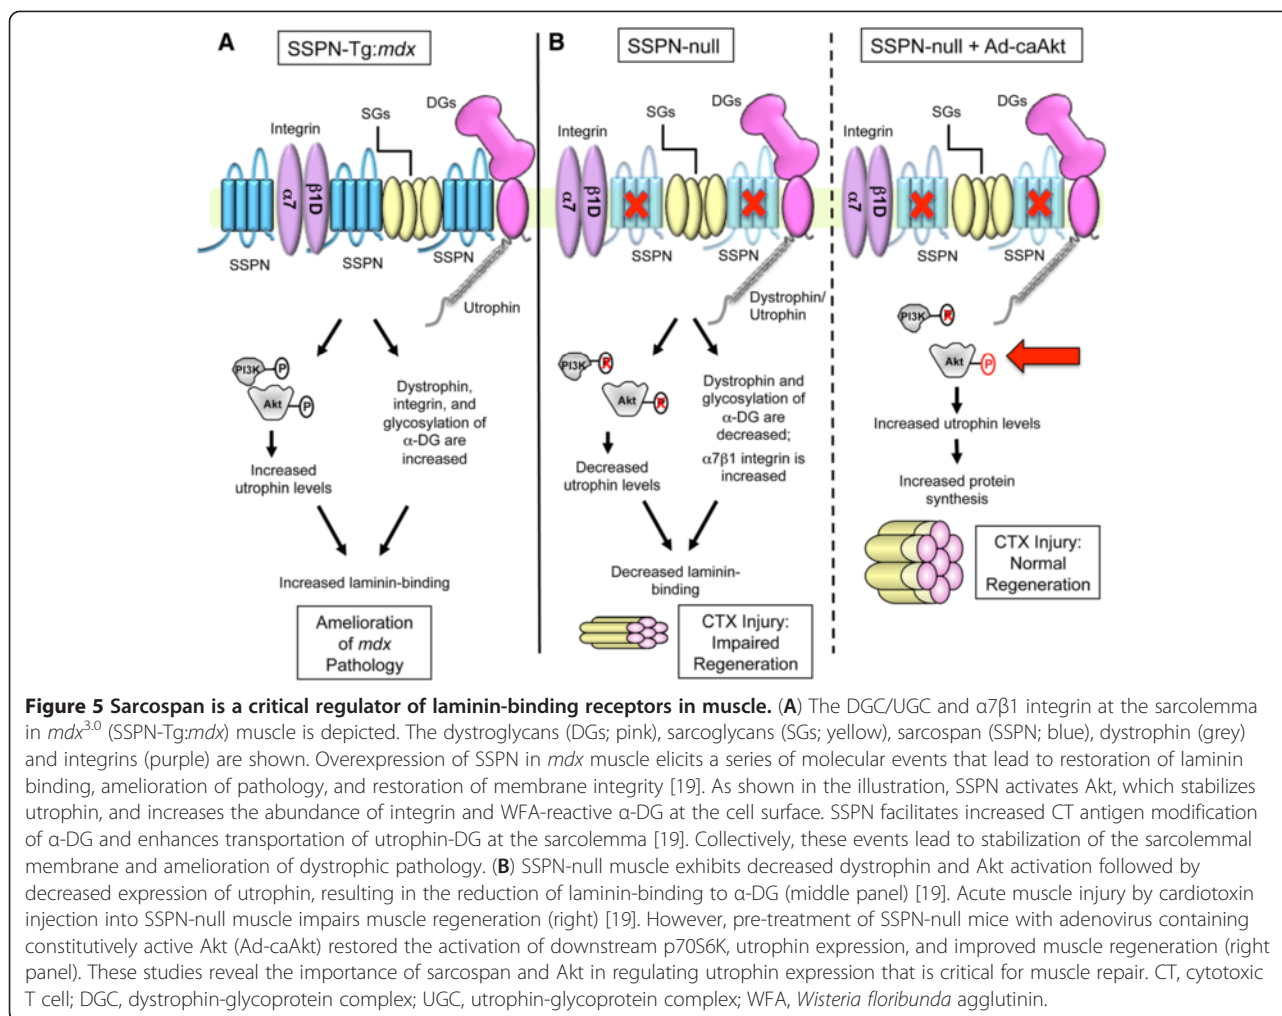 A
SSPN-Tg:mdx
DGs
SGs
Integrin
α7
β1D
SSPN
SSPN
SSPN
Utrophin
PI3K
P
Akt
P
Dystrophin,
integrin, and
glycosylation of
α-DG are
increased
Increased
utrophin levels
Increased laminin-binding
Amelioration
of mdx
Pathology
B
SSPN-null
DGs
SGs
Integrin
α7
β1D
SSPN
SSPN
Dystrophin/
Utrophin
PI3K
P
Akt
P
Dystrophin and
glycosylation of
α-DG are
decreased;
α7β1 integrin is
increased
Decreased
utrophin levels
Decreased laminin-
binding
CTX Injury:
Impaired
Regeneration
SSPN-null + Ad-caAkt
DGs
SGs
Integrin
α7
β1D
SSPN
SSPN
PI3K
P
Akt
P
Increased utrophin levels
Increased protein
synthesis
CTX Injury:
Normal
Regeneration
Figure 5 Sarcospan is a critical regulator of laminin-binding receptors in muscle. (A) The DGC/UGC and α7β1 integrin at the sarcolemma
in mdx3.0 (SSPN-Tg:mdx) muscle is depicted. The dystroglycans (DGs; pink), sarcoglycans (SGs; yellow), sarcospan (SSPN; blue), dystrophin (grey)
and integrins (purple) are shown. Overexpression of SSPN in mdx muscle elicits a series of molecular events that lead to restoration of laminin
binding, amelioration of pathology, and restoration of membrane integrity [19]. As shown in the illustration, SSPN activates Akt, which stabilizes
utrophin, and increases the abundance of integrin and WFA-reactive α-DG at the cell surface. SSPN facilitates increased CT antigen modification
of α-DG and enhances transportation of utrophin-DG at the sarcolemma [19]. Collectively, these events lead to stabilization of the sarcolemmal
membrane and amelioration of dystrophic pathology. (B) SSPN-null muscle exhibits decreased dystrophin and Akt activation followed by
decreased expression of utrophin, resulting in the reduction of laminin-binding to α-DG (middle panel) [19]. Acute muscle injury by cardiotoxin
injection into SSPN-null muscle impairs muscle regeneration (right) [19]. However, pre-treatment of SSPN-null mice with adenovirus containing
constitutively active Akt (Ad-caAkt) restored the activation of downstream p70S6K, utrophin expression, and improved muscle regeneration (right
panel). These studies reveal the importance of sarcospan and Akt in regulating utrophin expression that is critical for muscle repair. CT, cytotoxic
T cell; DGC, dystrophin-glycoprotein complex; UGC, utrophin-glycoprotein complex; WFA, Wisteria floribunda agglutinin.